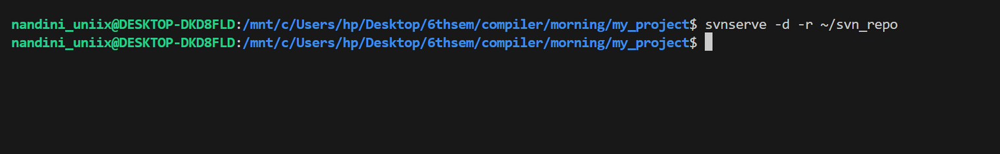 nandini_uniix@DESKTOP-DKD8FLD:/mnt/c/Users/hp/Desktop/6thsem/compiler/morning/my_project$ svnserve -d -r ~/svn_repo
nandini_uniix@DESKTOP-DKD8FLD:/mnt/c/Users/hp/Desktop/6thsem/compiler/morning/my_project$